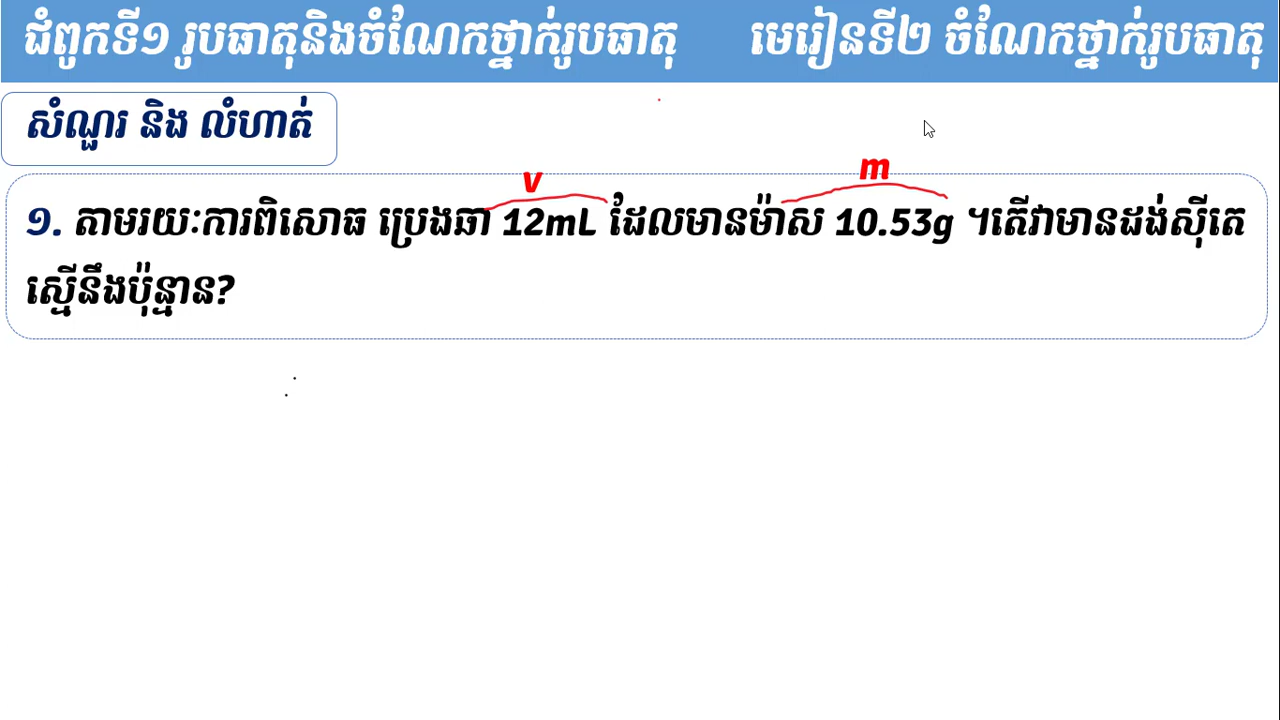 ជំពូកទី១ រូបធាតុនិងចំណែកថ្នាក់រូបធាតុ មេរៀនទី២ ចំណែកថ្នាក់រូបធាតុ
សំណួរ និង លំហាត់
v m
១. តាមរយៈការពិសោធ ប្រេងឆា 12mL ដែលមានម៉ាស 10.53g ។តើវាមានដង់ស៊ីតេ
ស្មើនឹងប៉ុន្មាន?